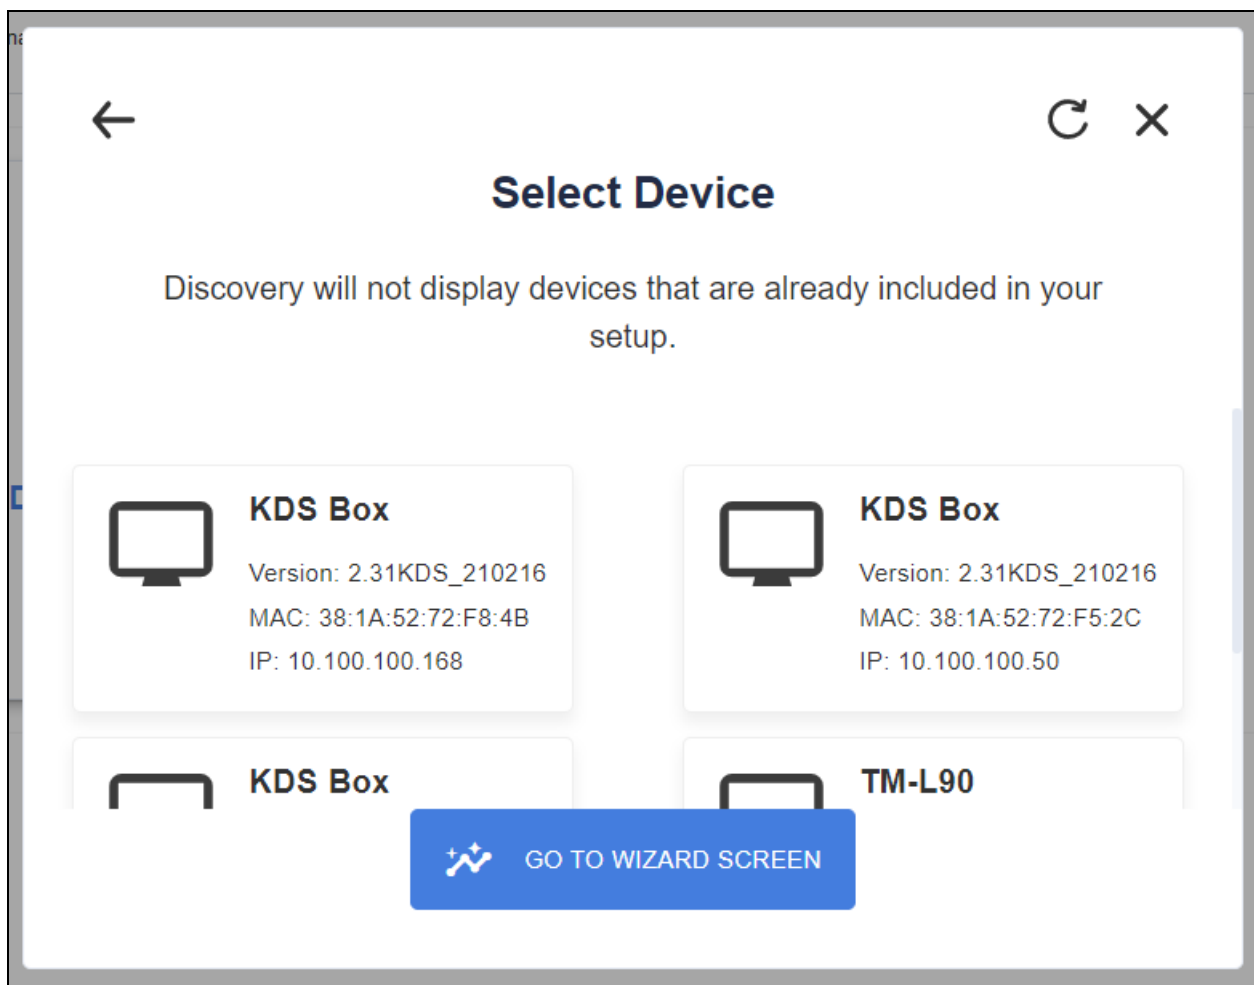 Select Device
Discovery will not display devices that are already included in your
setup.
KDS Box
Version: 2.31KDS_210216
MAC: 38:1A:52:72:F8:4B
IP: 10.100.100.168
KDS Box
Version: 2.31KDS_210216
MAC: 38:1A:52:72:F5:2C
IP: 10.100.100.50
KDS Box
TM-L90
GO TO WIZARD SCREEN